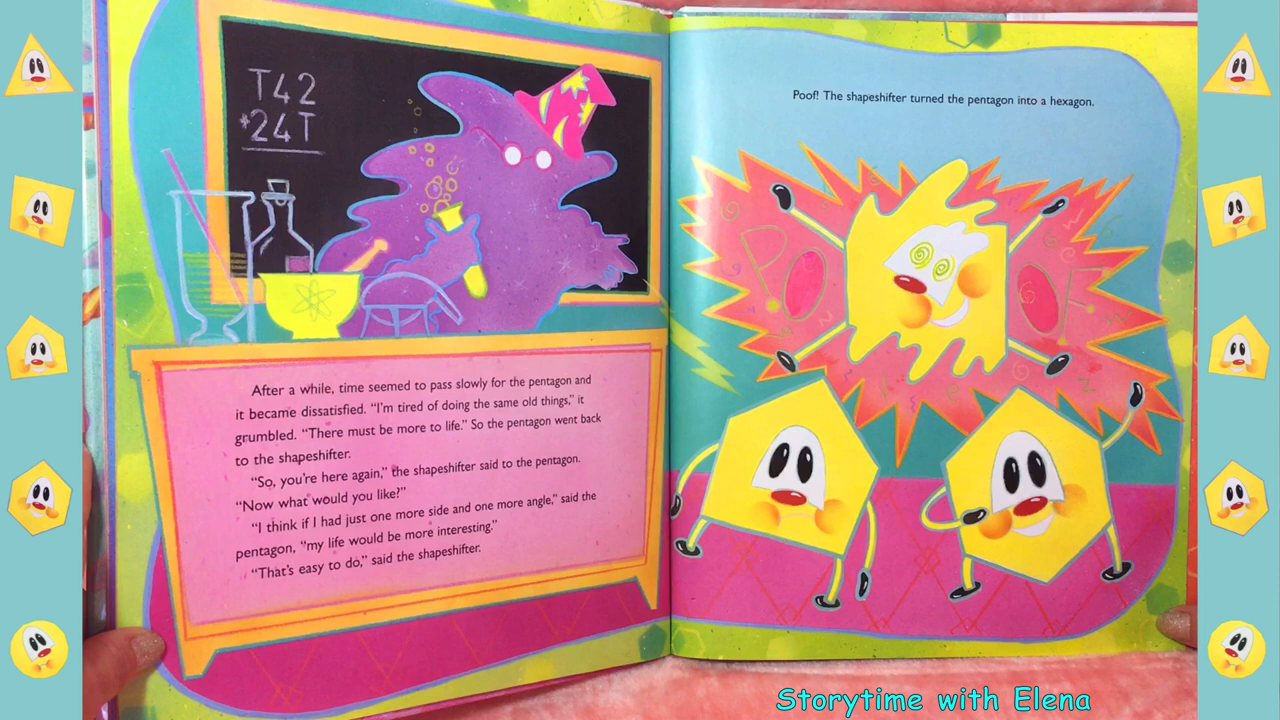 T42
*24T
After a while, time seemed to pass slowly for the pentagon and
it became dissatisfied. “I’m tired of doing the same old things,” it
grumbled. “There must be more to life.” So the pentagon went back
to the shapeshifter.
“So, you’re here again,” the shapeshifter said to the pentagon.
“Now what would you like?”
“I think if I had just one more side and one more angle,” said the
pentagon, “my life would be more interesting.”
“That’s easy to do,” said the shapeshifter.
Poof! The shapeshifter turned the pentagon into a hexagon.
Storytime with Elena